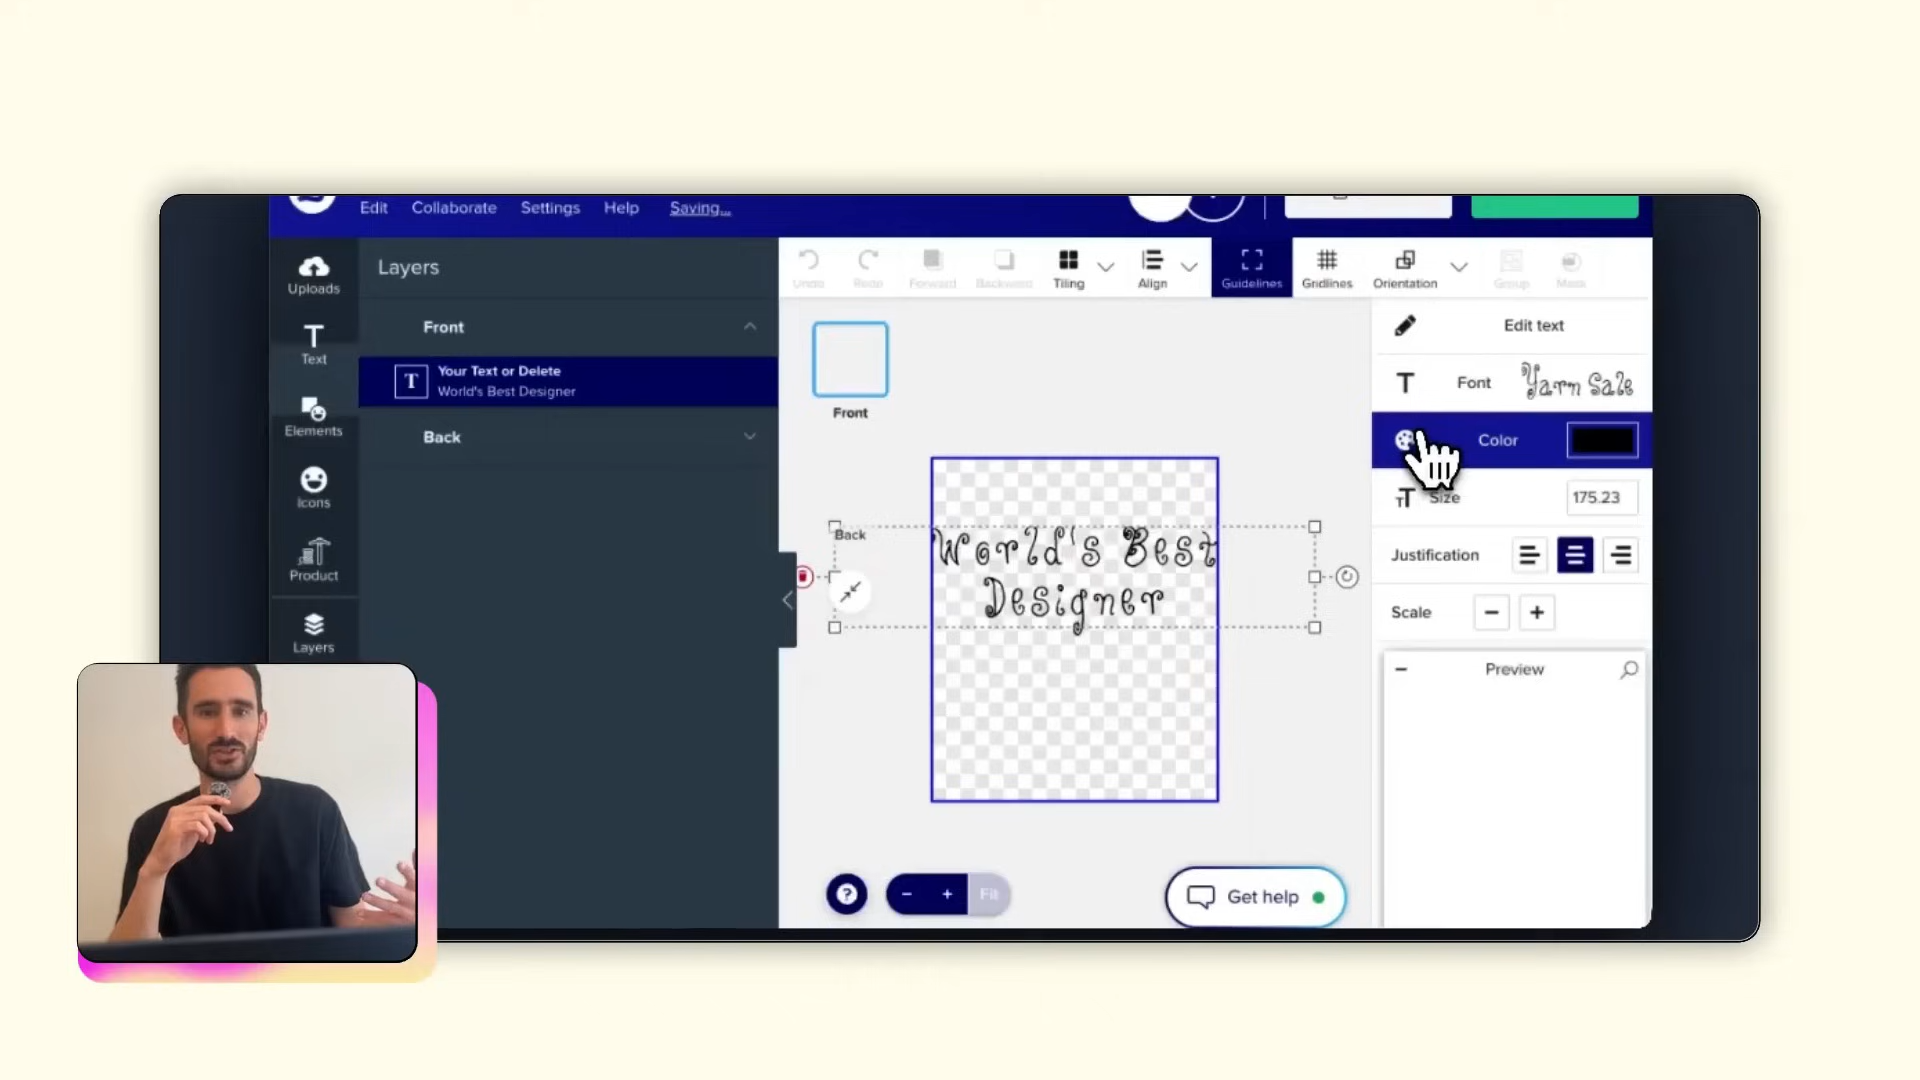 Edit Collaborate Settings Help Saving...
Uploads
Text
Elements
Icons
Product
Layers
Layers
Front
T
Your Text or Delete
World's Best Designer
Back
Undo Redo Forward Backward Tiling Align Guidelines Gridlines Orientation Group Mask
Front
Back
World's Best
Designer
Edit text
Font Yarn Sale
Color
Size 175.23
Justification
Scale - +
- Preview
? - + Fit
Get help